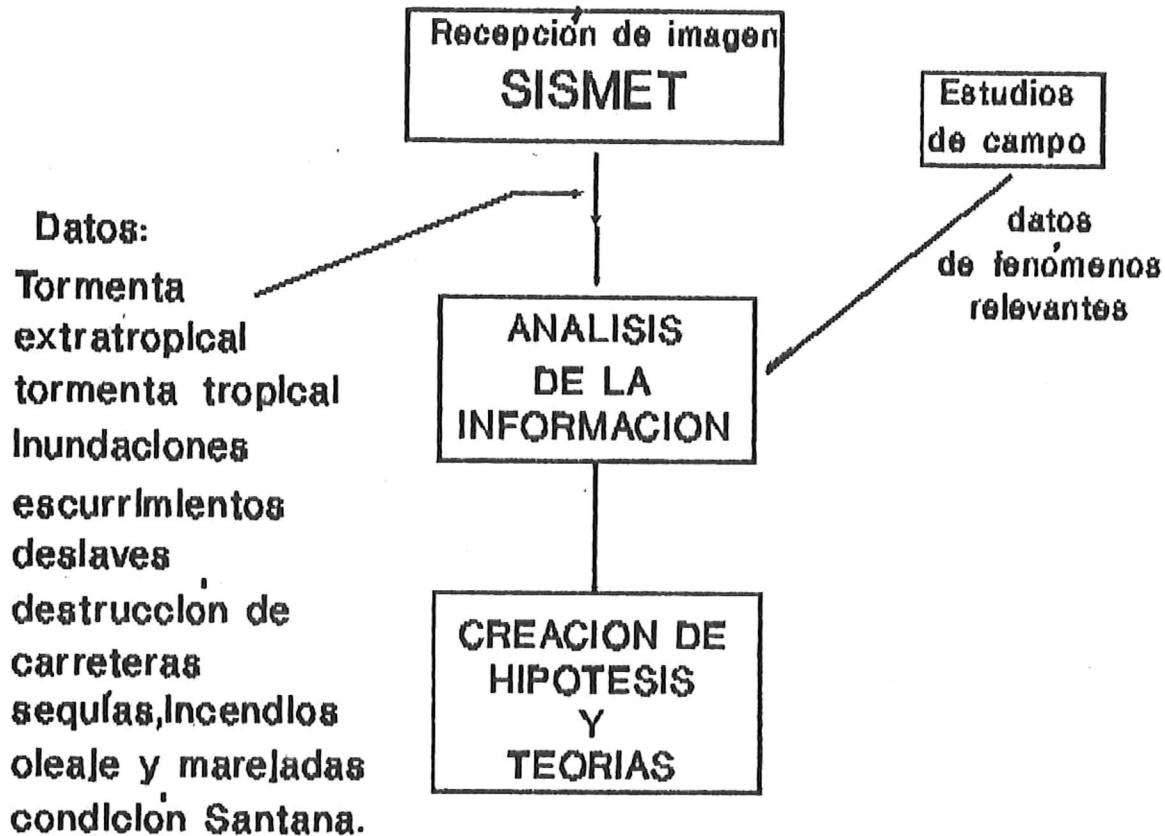 Recepción de imagen
SISMET
Estudios
de campo
datos
de fenómenos
relevantes
Datos:
Tormenta
extratropical
tormenta tropical
Inundaciones
escurrimientos
deslaves
destrucción de
carreteras
sequías,incendios
oleaje y marejadas
condición Santana.
ANALISIS
DE LA
INFORMACION
CREACION DE
HIPOTESIS
Y
TEORIAS